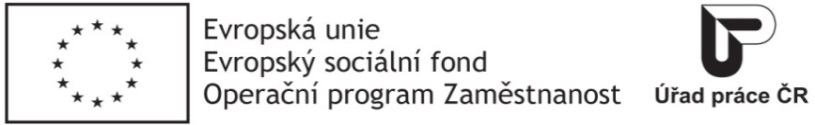 Evropská unie
Evropský sociální fond
Operační program Zaměstnanost
Úřad práce ČR